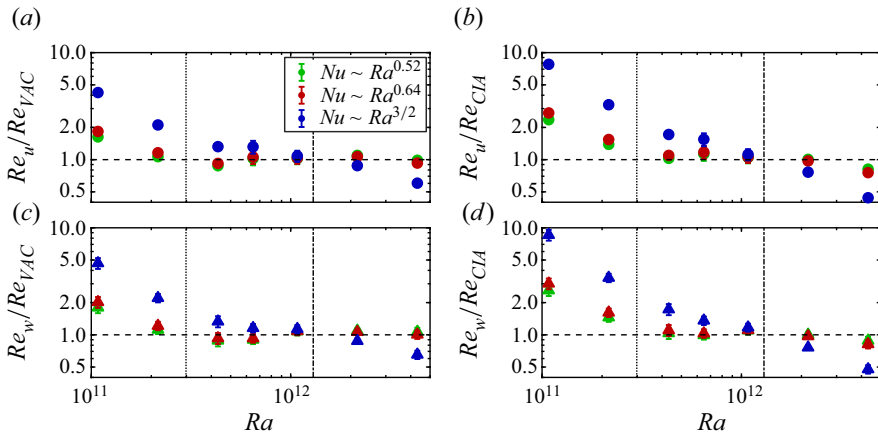 (a)
10.0
5.0
2.0
1.0
0.5
Re_u/Re_VAC
Nu ~ Ra^0.52
Nu ~ Ra^0.64
Nu ~ Ra^3/2
(b)
10.0
5.0
2.0
1.0
0.5
Re_u/Re_CIA
(c)
10.0
5.0
2.0
1.0
0.5
Re_w/Re_VAC
10^11
10^12
Ra
(d)
10.0
5.0
2.0
1.0
0.5
Re_w/Re_CIA
10^11
10^12
Ra